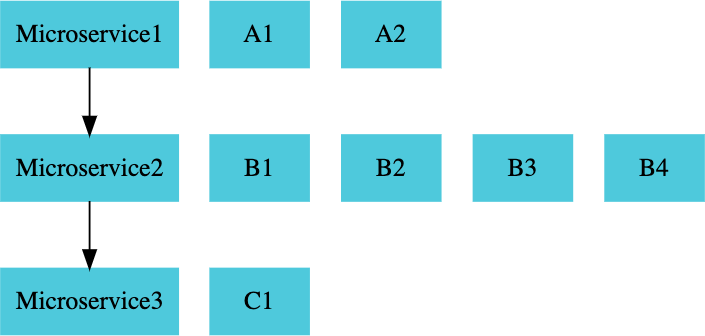 Microservice1 A1 A2
Microservice2 B1 B2 B3 B4
Microservice3 C1